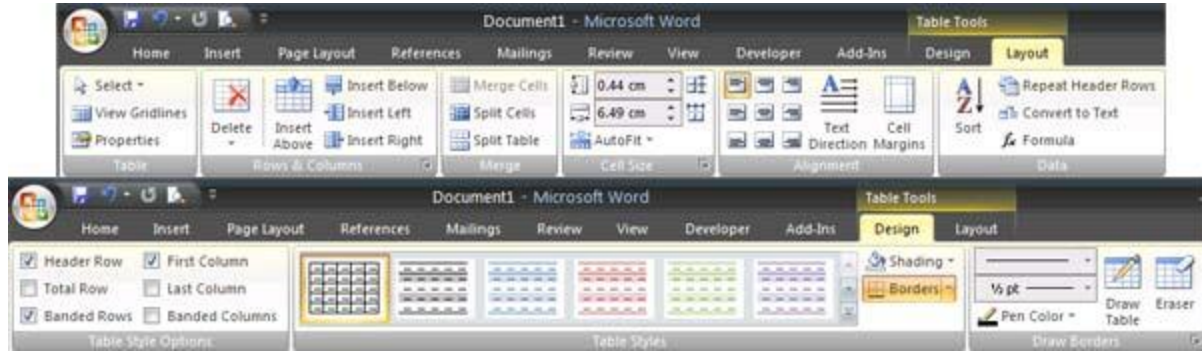 Document1 - Microsoft Word Table Tools
Home Insert Page Layout References Mailings Review View Developer Add-Ins Design Layout
Select
View Gridlines
Properties
Table
Delete
Insert Above
Insert Below
Insert Left
Insert Right
Rows & Columns
Merge Cells
Split Cells
Split Table
Merge
0.44 cm
6.49 cm
AutoFit
Cell Size
Text Direction
Cell Margins
Alignment
A
Z
Sort
Repeat Header Rows
Convert to Text
fx Formula
Data
Document1 - Microsoft Word Table Tools
Home Insert Page Layout References Mailings Review View Developer Add-Ins Design Layout
Header Row First Column
Total Row Last Column
Banded Rows Banded Columns
Table Style Options
Table Styles
Shading
Borders
½ pt
Pen Color
Draw Table
Eraser
Draw Borders